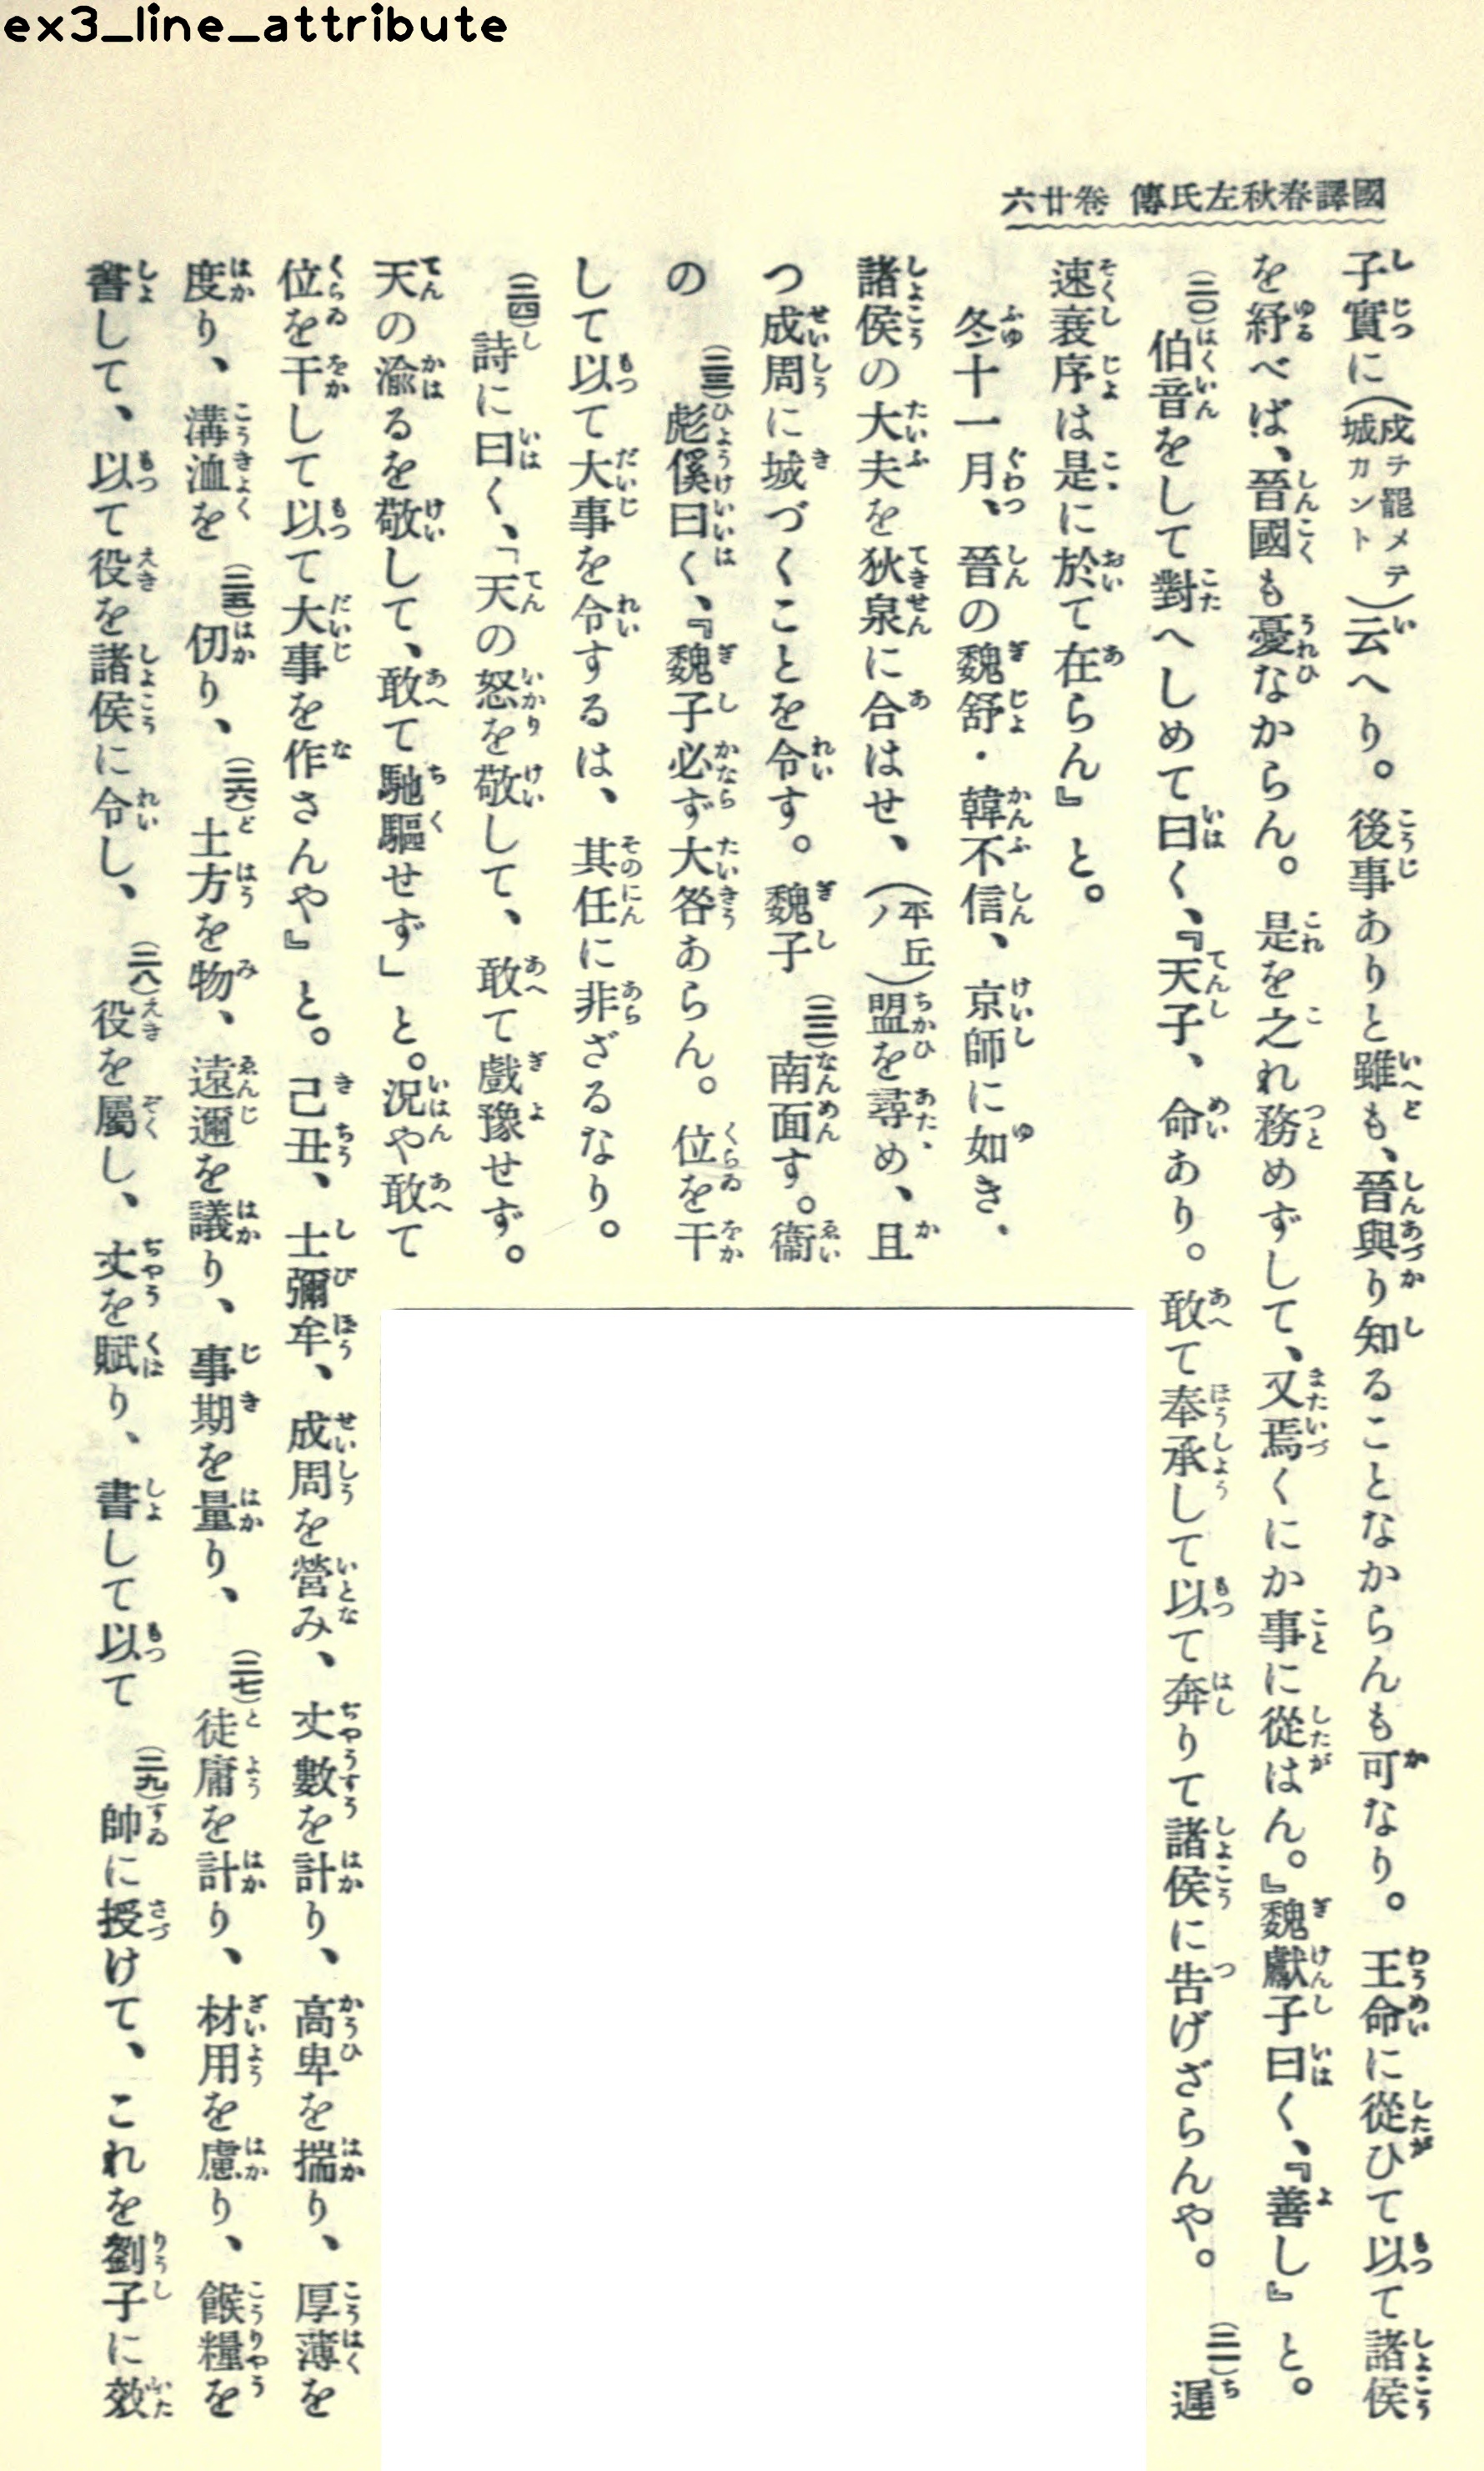 ex3_line_attribute
國譯春秋左氏傳 卷廿六
子實に(戍チ罷メテ城カント)云へり。後事ありと雖も、晉與り知ることなからんも可なり。王命に從ひて以て諸侯
を紓べば、晉國も憂なからん。是を之れ務めずして、又焉くにか事に從はん。』魏獻子曰く、『善し』と。
(二〇)伯音をして對へしめて曰く、『天子、命あり。敢て奉承して以て奔りて諸侯に告げざらんや。(二一)遲
速衰序は是に於て在らん』と。
冬十一月、晉の魏舒・韓不信、京師に如き、
諸侯の大夫を狄泉に合はせ、(平丘ノ)盟を尋め、且
つ成周に城づくことを令す。魏子(二二)南面す。衞
の(二三)彪傒曰く、『魏子必ず大咎あらん。位を干
して以て大事を令するは、其任に非ざるなり。
(二四)詩に曰く、「天の怒を敬して、敢て戲豫せず。
天の渝るを敬して、敢て馳驅せず」と。況や敢て
位を干して以て大事を作さんや』と。己丑、士彌牟、成周を營み、丈數を計り、高卑を揣り、厚薄を
度り、溝洫を(二五)仞り、(二六)土方を物、遠邇を議り、事期を量り、(二七)徒庸を計り、材用を慮り、餱糧を
書して、以て役を諸侯に令し、(二八)役を屬し、丈を賦り、書して以て(二九)帥に授けて、これを劉子に效